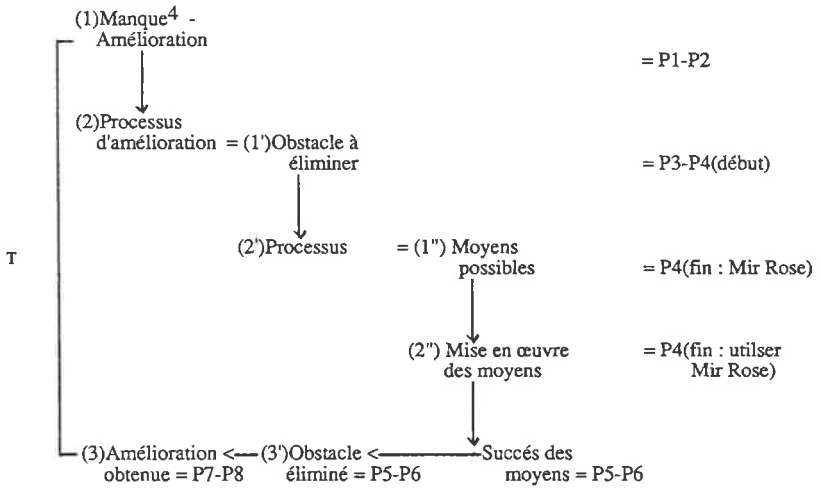 (1)Manque4 -
Amélioration
= P1-P2
(2)Processus
d'amélioration = (1')Obstacle à
éliminer
= P3-P4(début)
(2')Processus = (1") Moyens
possibles
= P4(fin : Mir Rose)
T
(2") Mise en œuvre
des moyens
= P4(fin : utilser
Mir Rose)
(3)Amélioration <— (3')Obstacle <———— Succés des
obtenue = P7-P8 éliminé = P5-P6 moyens = P5-P6